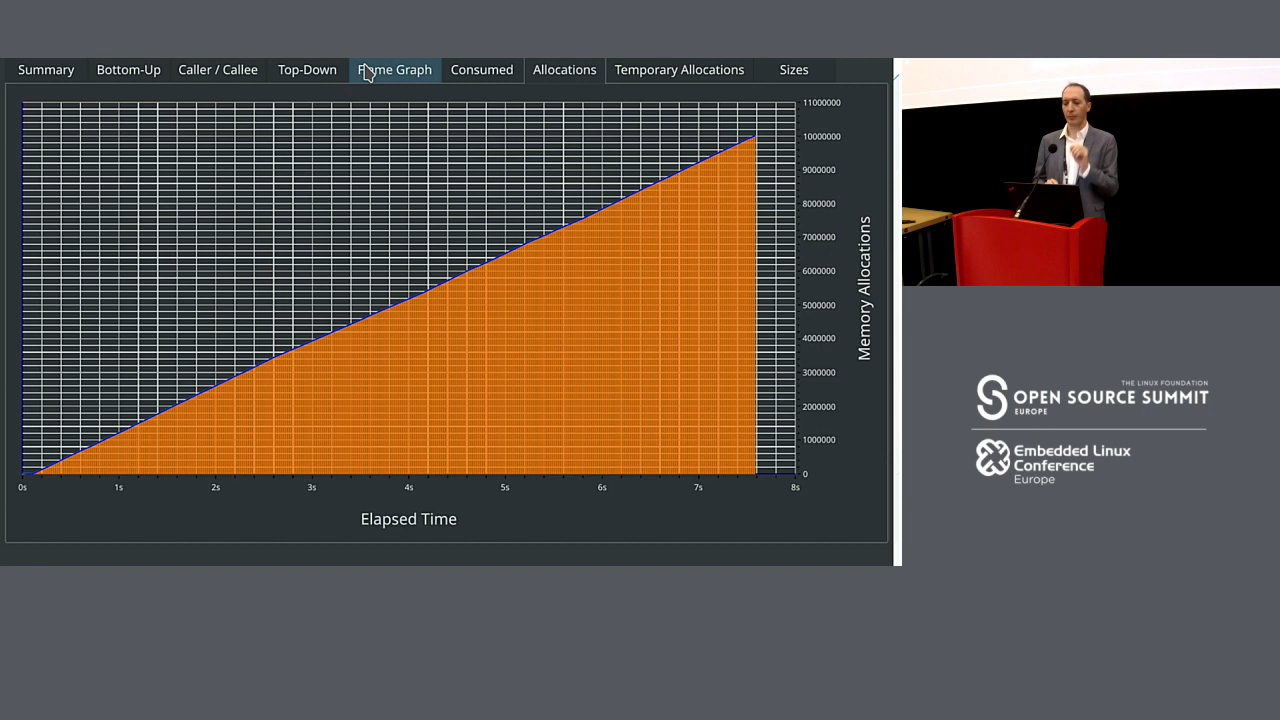 Summary
Bottom-Up
Caller / Callee
Top-Down
Graph
Consumed
Allocations
Temporary Allocations
Sizes
11000000
10000000
9000000
8000000
7000000
6000000
5000000
4000000
3000000
2000000
1000000
0
Memory Allocations
0s
1s
2s
3s
4s
5s
6s
7s
8s
Elapsed Time
THE LINUX FOUNDATION
OPEN SOURCE SUMMIT
EUROPE
Embedded Linux
Conference
Europe